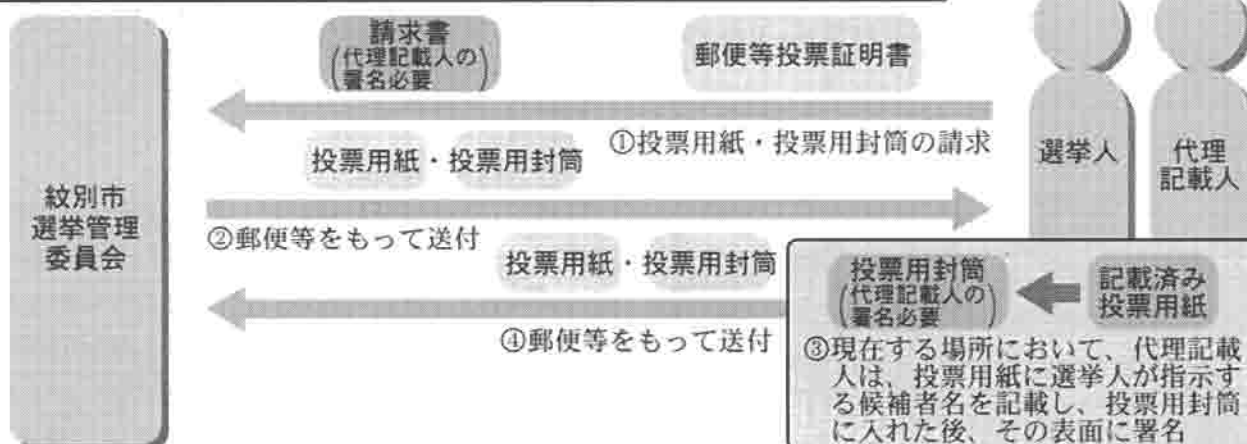 請求書
(代理記載人の
署名必要)
郵便等投票証明書
①投票用紙・投票用封筒の請求
投票用紙・投票用封筒
選挙人
代理
記載人
紋別市
選挙管理
委員会
②郵便等をもって送付
投票用紙・投票用封筒
投票用封筒
(代理記載人の
署名必要)
記載済み
投票用紙
④郵便等をもって送付
③現在する場所において、代理記載
人は、投票用紙に選挙人が指示す
る候補者名を記載し、投票用封筒
に入れた後、その表面に署名